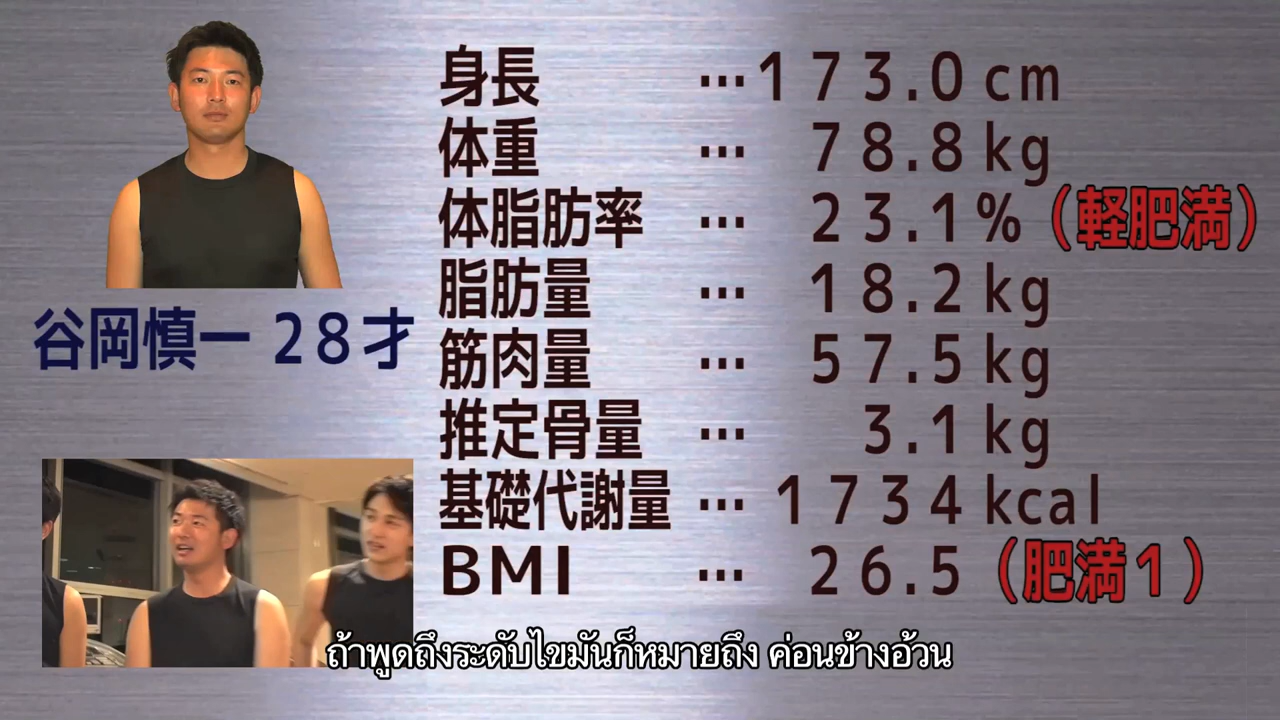 身長 …173.0cm
体重 … 78.8kg
体脂肪率 … 23.1%（軽肥満）
脂肪量 … 18.2kg
谷岡慎一 28才
筋肉量 … 57.5kg
推定骨量 … 3.1kg
基礎代謝量 … 1734kcal
BMI … 26.5（肥満1）
ถ้าพูดถึงระดับไขมันก็หมายถึง ค่อนข้างอ้วน